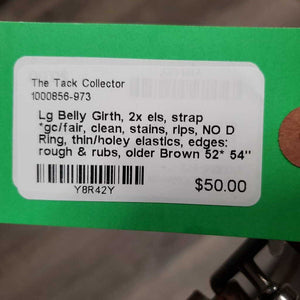 The Tack Collector
1000856-973
Lg Belly Girth, 2x els, strap
*gc/fair, clean, stains, rips, NO D
Ring, thin/holey elastics, edges:
rough & rubs, older Brown 52* 54"
Y8R42Y
$50.00